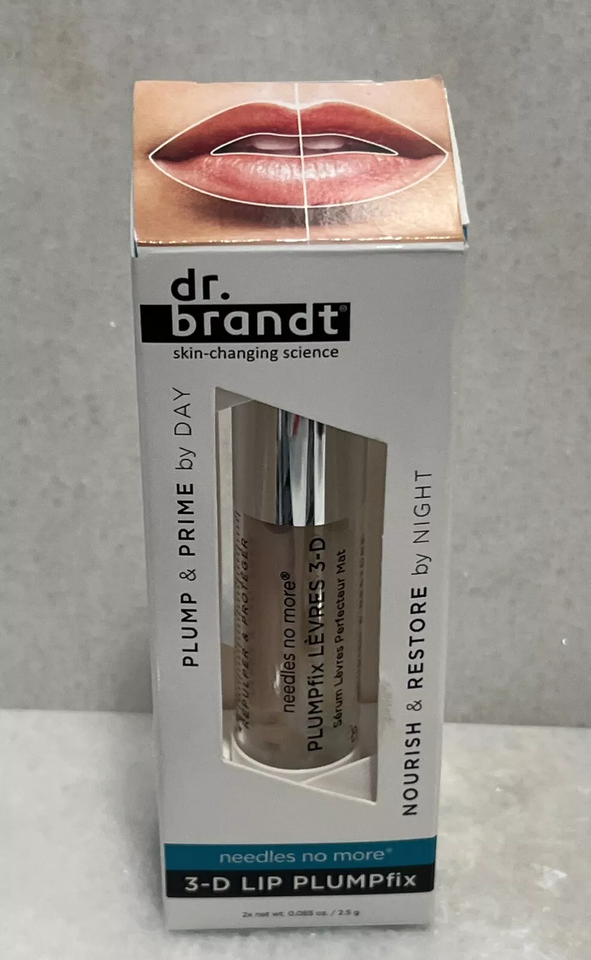 dr.
brandt®
skin-changing science
PLUMP & PRIME by DAY
REPULPER & PROTÉGER
needles no more®
PLUMPfix LÈVRES 3-D
Sérum Lèvres Perfecteur Mat
NOURISH & RESTORE by NIGHT
needles no more®
3-D LIP PLUMPfix
2x net wt. 0.085 oz. / 2.5 g